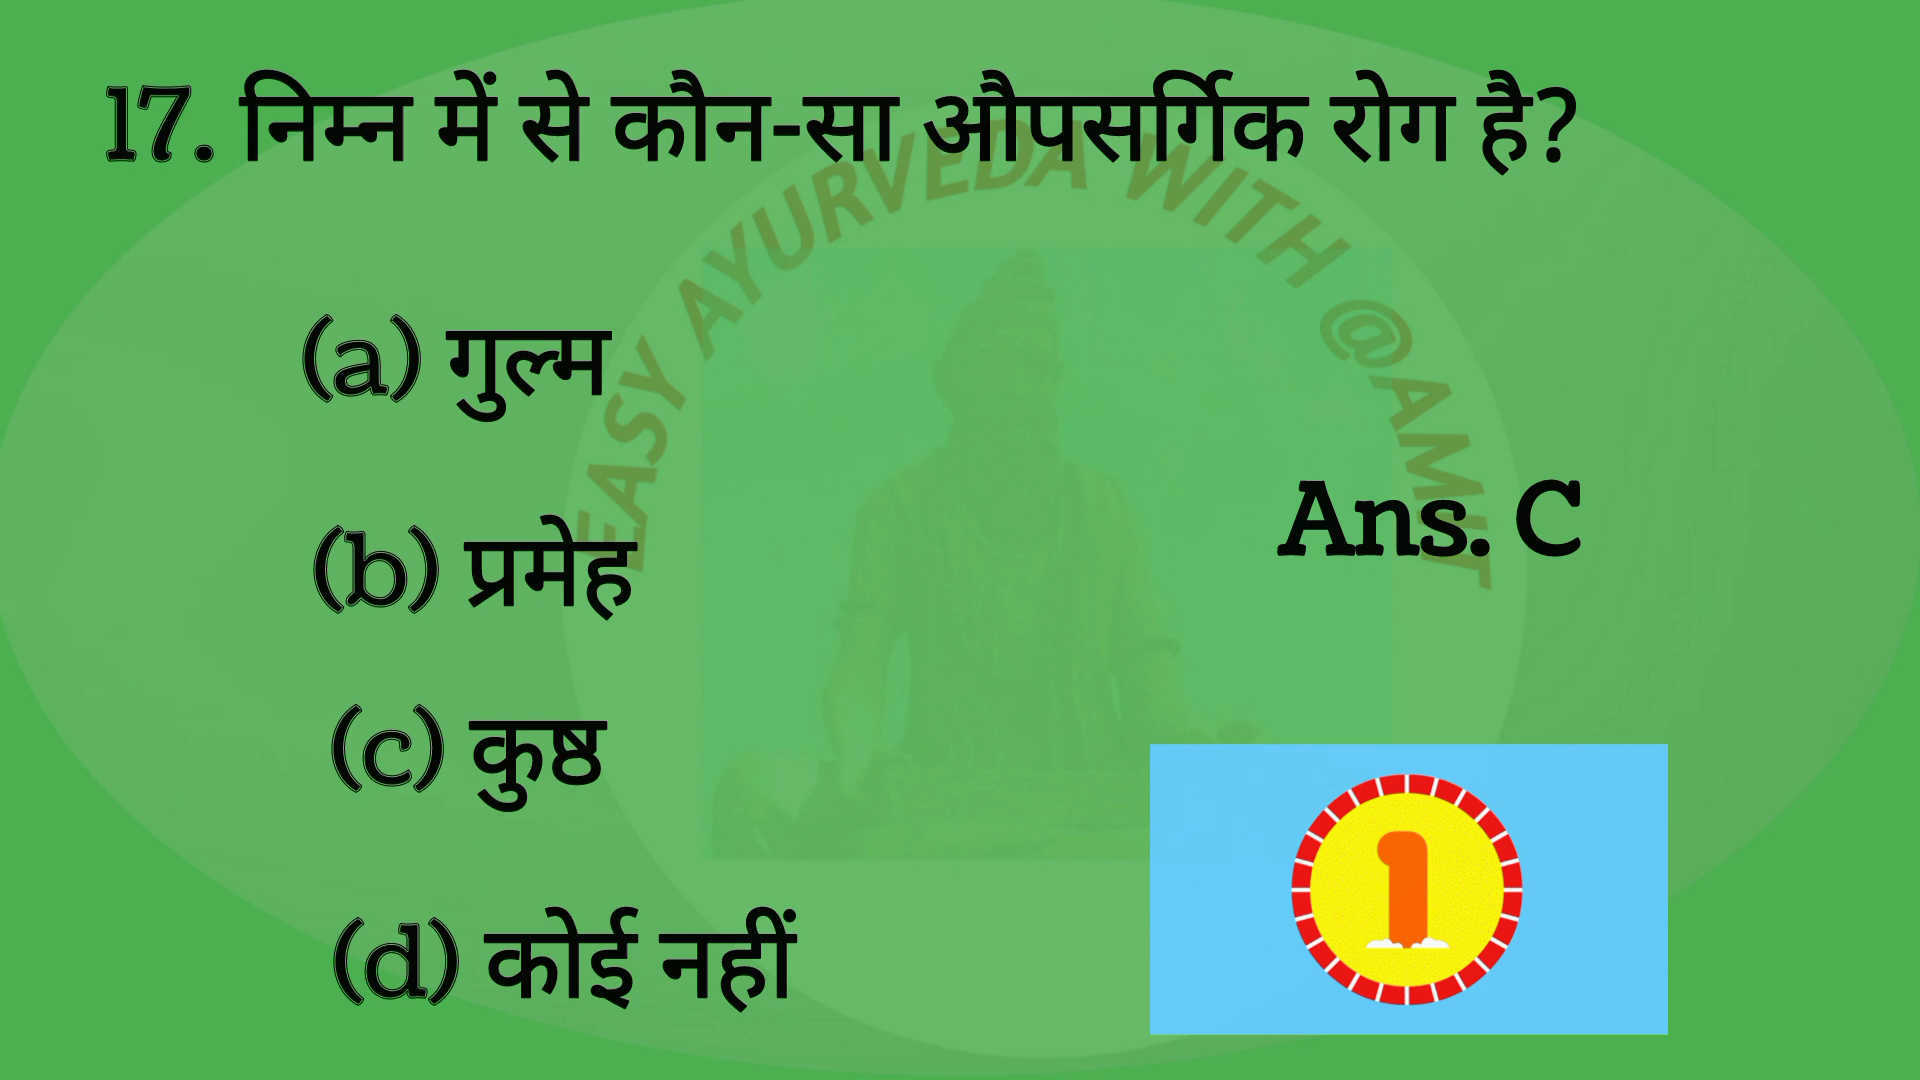 17. निम्न में से कौन-सा औपसर्गिक रोग है?
EASY AYURVEDA WITH @AMIT
(a) गुल्म
(b) प्रमेह
Ans. C
(c) कुष्ठ
1
(d) कोई नहीं